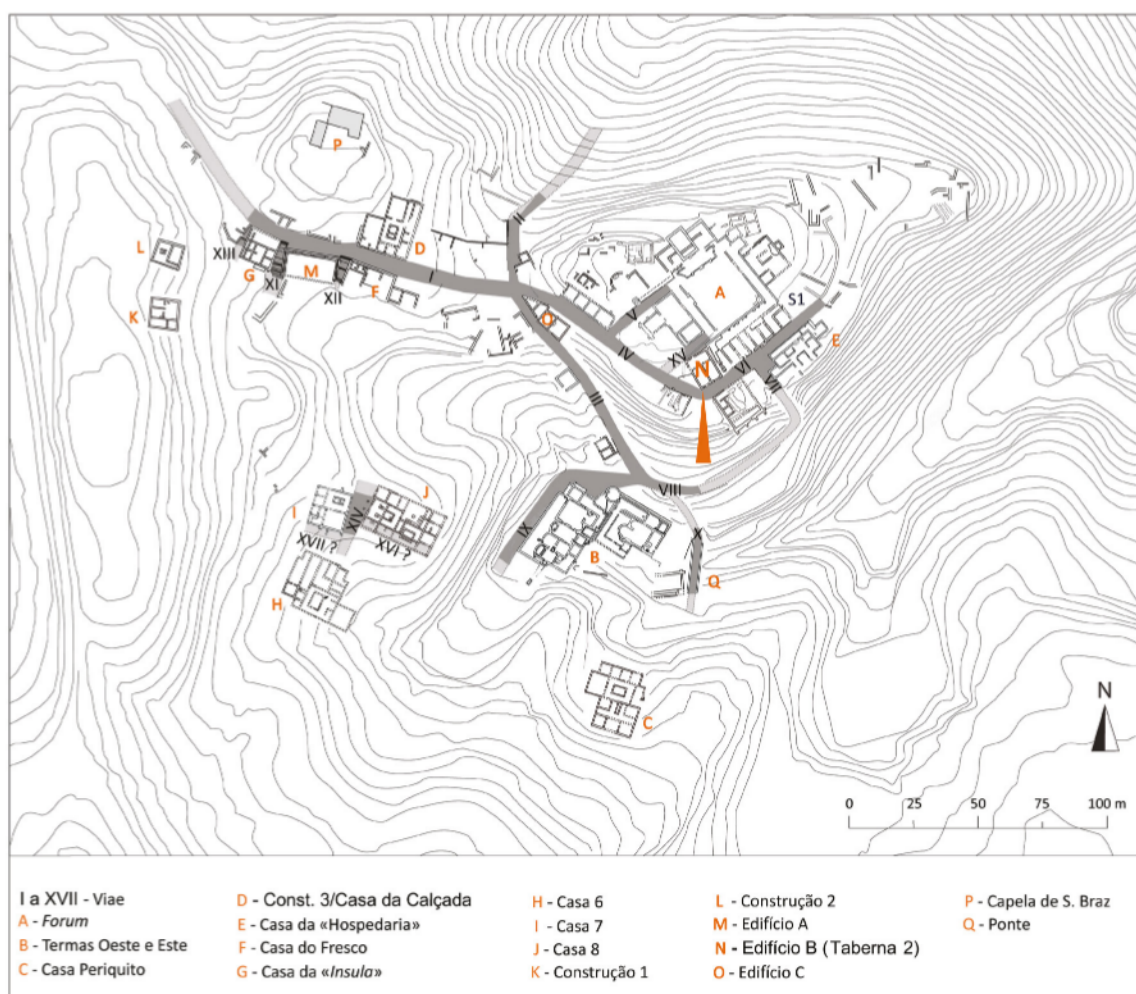 P
II
L
XIII
D
M
I
A
G
XI
XII
F
S1
V
K
O
E
IV
XV
N
VI
VII
III
J
VIII
I
XIV
IX
XVII ?
XVI ?
X
B
H
Q
C
N
0 25 50 75 100 m
I a XVII - Viae
A - Forum
B - Termas Oeste e Este
C - Casa Periquito
D - Const. 3/Casa da Calçada
E - Casa da «Hospedaria»
F - Casa do Fresco
G - Casa da «Insula»
H - Casa 6
I - Casa 7
J - Casa 8
K - Construção 1
L - Construção 2
M - Edifício A
N - Edifício B (Taberna 2)
O - Edifício C
P - Capela de S. Braz
Q - Ponte